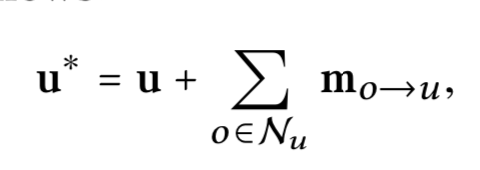 𝐮* = 𝐮 + ∑_{o∈𝒩_u} 𝐦_{o→u},